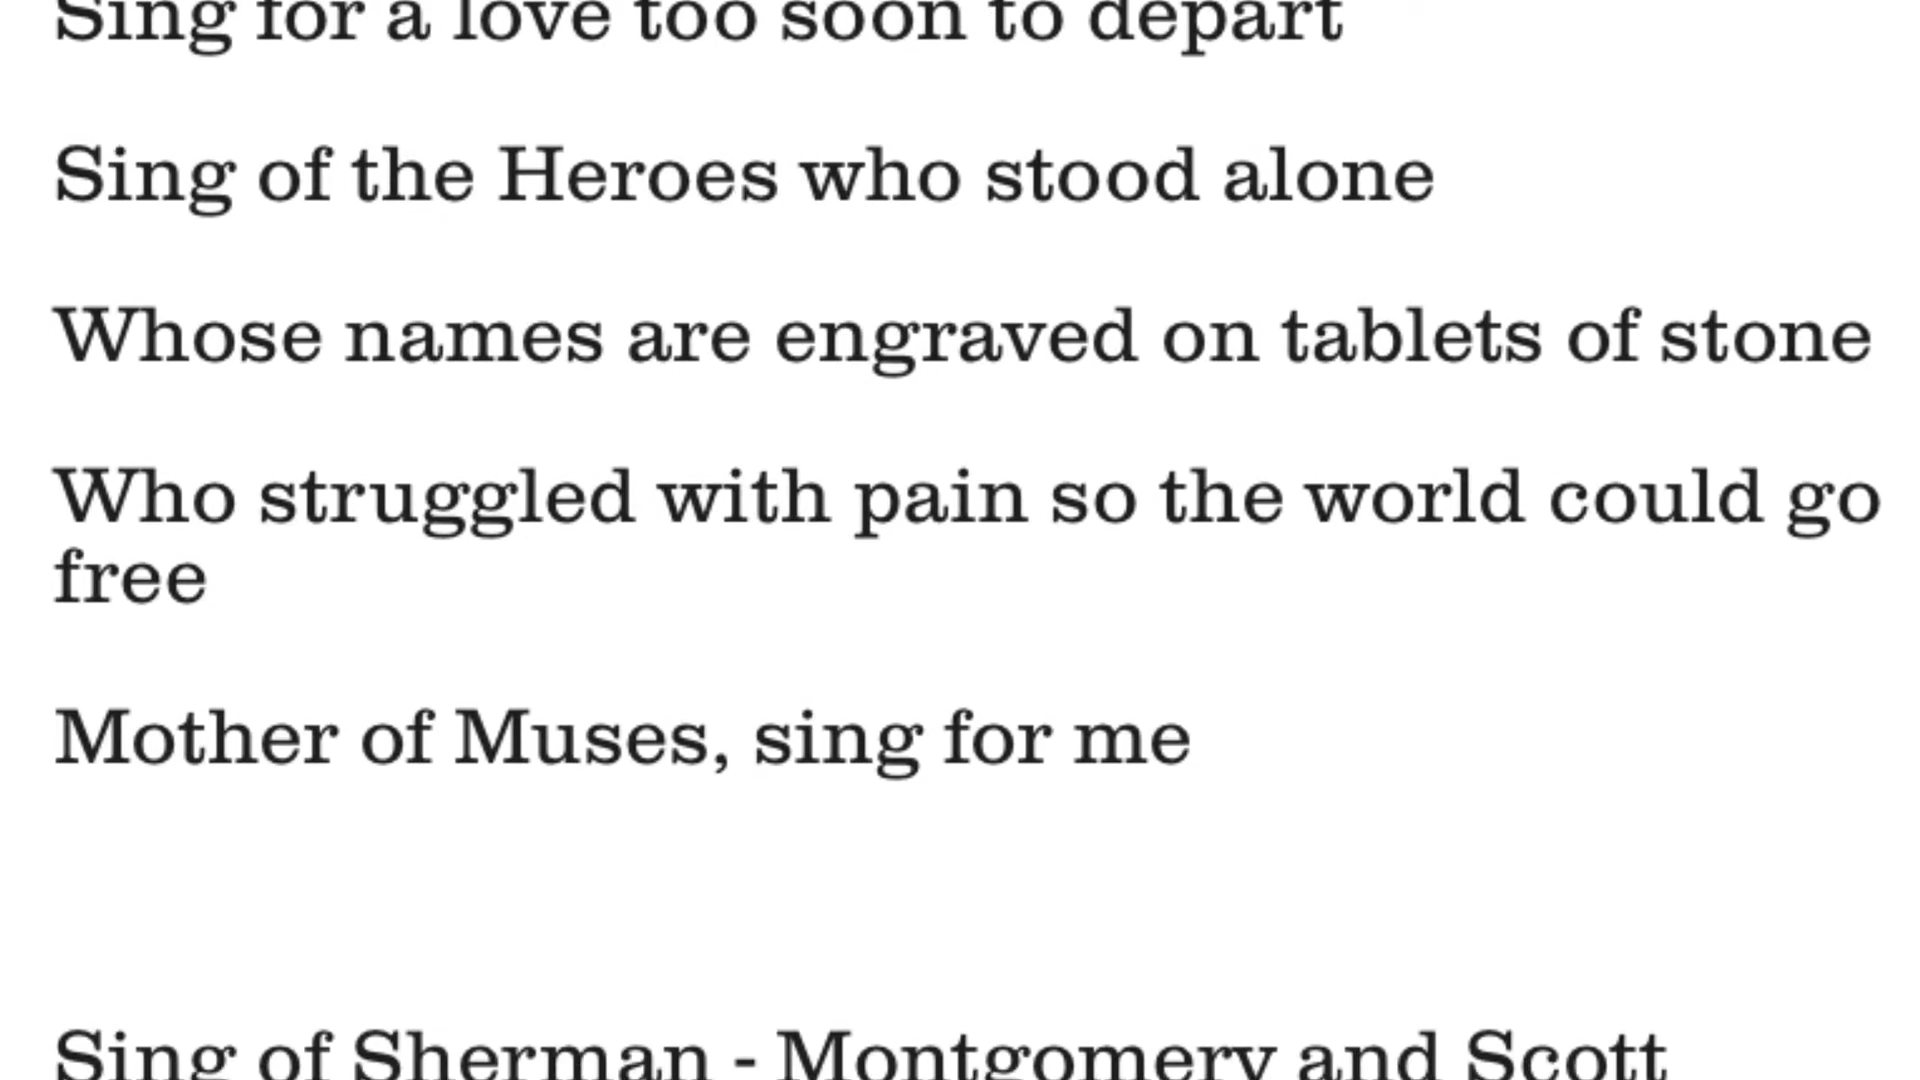 Sing for a love too soon to depart
Sing of the Heroes who stood alone
Whose names are engraved on tablets of stone
Who struggled with pain so the world could go
free
Mother of Muses, sing for me
Sing of Sherman - Montgomery and Scott